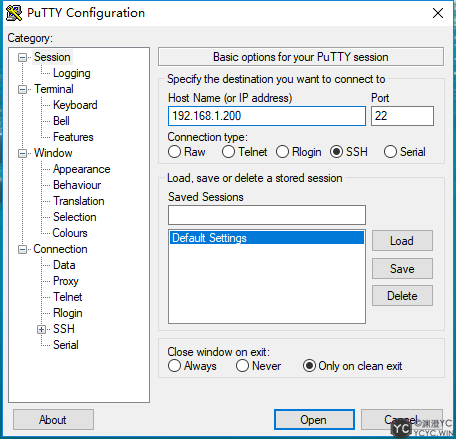 PuTTY Configuration
Category:
Session
Logging
Terminal
Keyboard
Bell
Features
Window
Appearance
Behaviour
Translation
Selection
Colours
Connection
Data
Proxy
Telnet
Rlogin
SSH
Serial
Basic options for your PuTTY session
Specify the destination you want to connect to
Host Name (or IP address) Port
192.168.1.200 22
Connection type:
Raw Telnet Rlogin SSH Serial
Load, save or delete a stored session
Saved Sessions
Default Settings
Load
Save
Delete
Close window on exit:
Always Never Only on clean exit
About Open Cancel
YC ©渊澄YC
YCYC.WIN